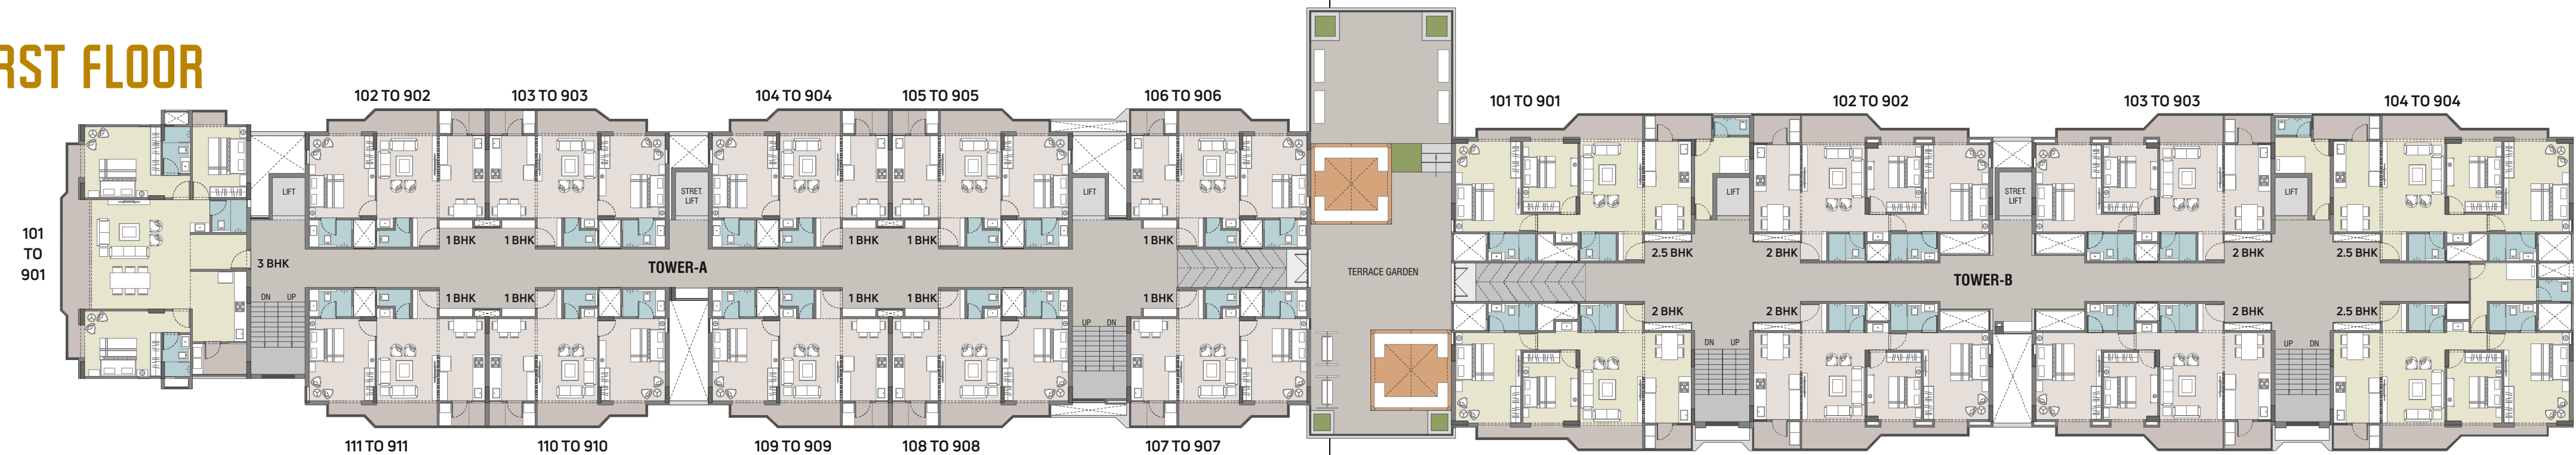 RST FLOOR
102 TO 902
103 TO 903
104 TO 904
105 TO 905
106 TO 906
101 TO 901
102 TO 902
103 TO 903
104 TO 904
LIFT
STRET.
LIFT
LIFT
LIFT
STRET.
LIFT
LIFT
101
TO
901
1 BHK
1 BHK
1 BHK
1 BHK
1 BHK
2.5 BHK
2 BHK
2 BHK
2.5 BHK
3 BHK
TOWER-A
TERRACE GARDEN
TOWER-B
DN UP
1 BHK
1 BHK
1 BHK
1 BHK
1 BHK
2 BHK
2 BHK
2 BHK
2.5 BHK
UP DN
DN UP
UP DN
111 TO 911
110 TO 910
109 TO 909
108 TO 908
107 TO 907